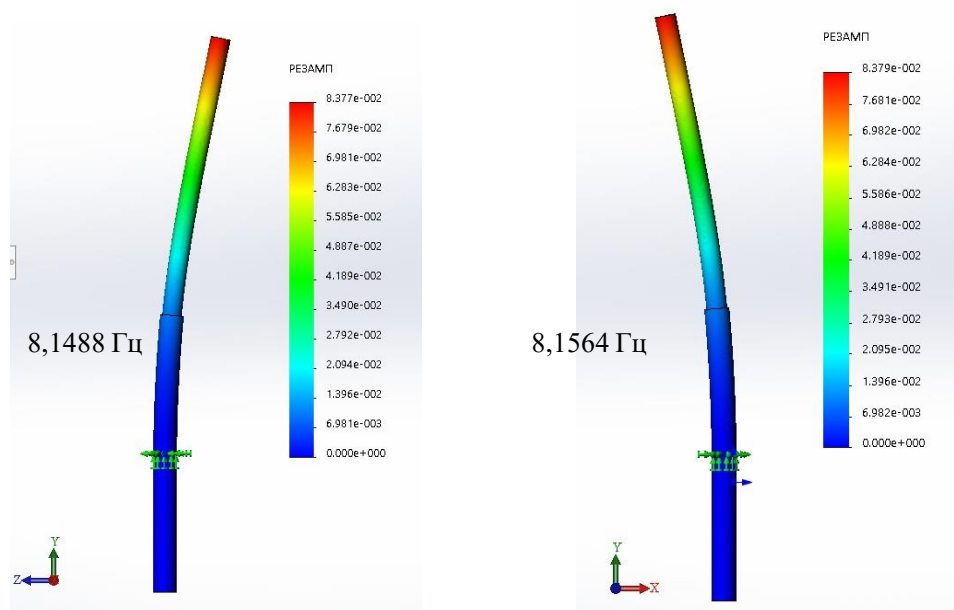 РЕЗАМП
8.377e-002
7.679e-002
6.981e-002
6.283e-002
5.585e-002
4.887e-002
4.189e-002
3.490e-002
2.792e-002
2.094e-002
1.396e-002
6.981e-003
0.000e+000
8,1488 Гц
Y
Z
РЕЗАМП
8.379e-002
7.681e-002
6.982e-002
6.284e-002
5.586e-002
4.888e-002
4.189e-002
3.491e-002
2.793e-002
2.095e-002
1.396e-002
6.982e-003
0.000e+000
8,1564 Гц
Y
X